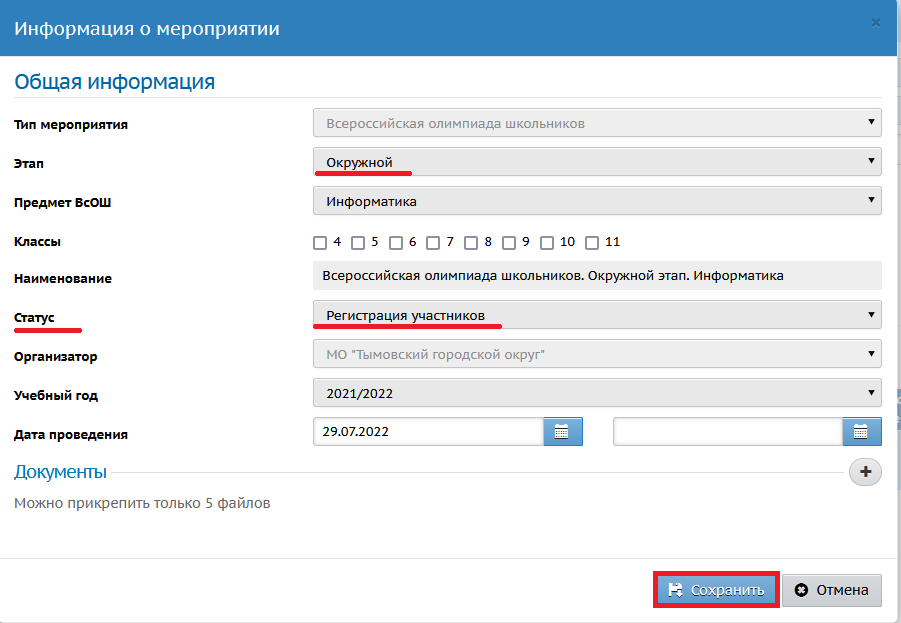 Информация о мероприятии
×
Общая информация
Тип мероприятия Всероссийская олимпиада школьников
Этап Окружной
Предмет ВсОШ Информатика
Классы 4 5 6 7 8 9 10 11
Наименование Всероссийская олимпиада школьников. Окружной этап. Информатика
Статус Регистрация участников
Организатор МО "Тымовский городской округ"
Учебный год 2021/2022
Дата проведения 29.07.2022
Документы
Можно прикрепить только 5 файлов
Сохранить Отмена